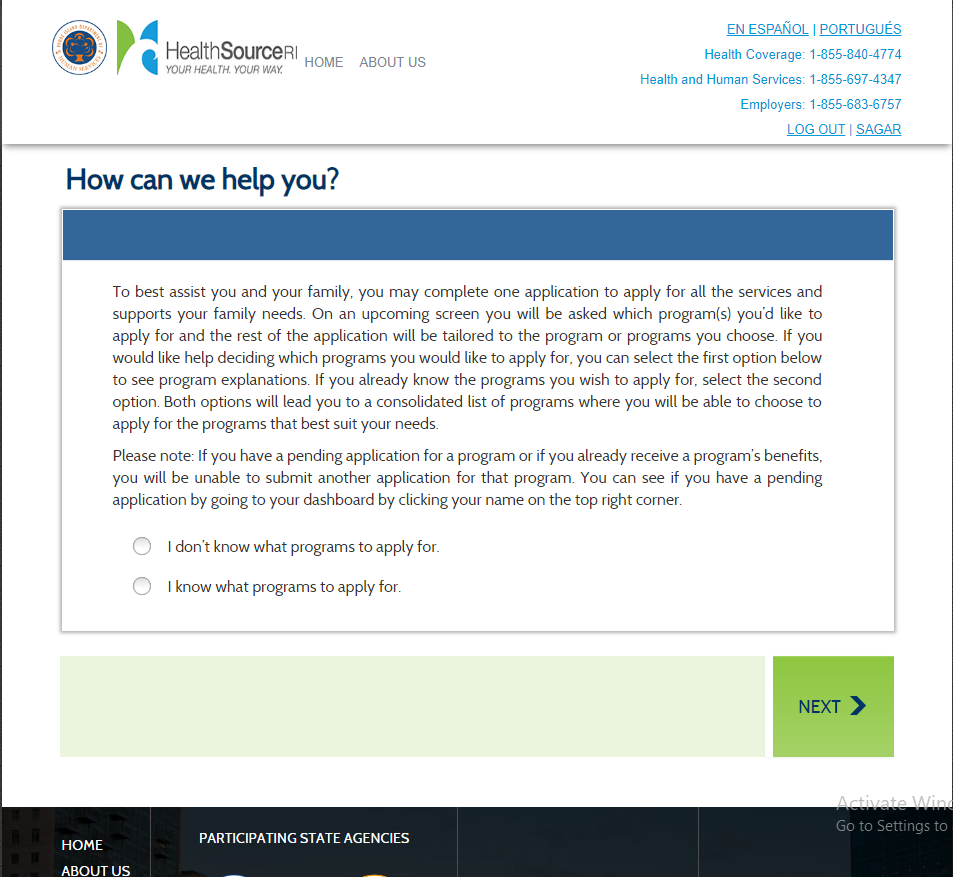 EN ESPAÑOL | PORTUGUÉS
HealthSourceRI
YOUR HEALTH. YOUR WAY.
HOME ABOUT US
Health Coverage: 1-855-840-4774
Health and Human Services: 1-855-697-4347
Employers: 1-855-683-6757
LOG OUT | SAGAR
How can we help you?
To best assist you and your family, you may complete one application to apply for all the services and
supports your family needs. On an upcoming screen you will be asked which program(s) you’d like to
apply for and the rest of the application will be tailored to the program or programs you choose. If you
would like help deciding which programs you would like to apply for, you can select the first option below
to see program explanations. If you already know the programs you wish to apply for, select the second
option. Both options will lead you to a consolidated list of programs where you will be able to choose to
apply for the programs that best suit your needs.
Please note: If you have a pending application for a program or if you already receive a program’s benefits,
you will be unable to submit another application for that program. You can see if you have a pending
application by going to your dashboard by clicking your name on the top right corner.
I don’t know what programs to apply for.
I know what programs to apply for.
NEXT
Activate Wind
Go to Settings to
HOME
ABOUT US
PARTICIPATING STATE AGENCIES